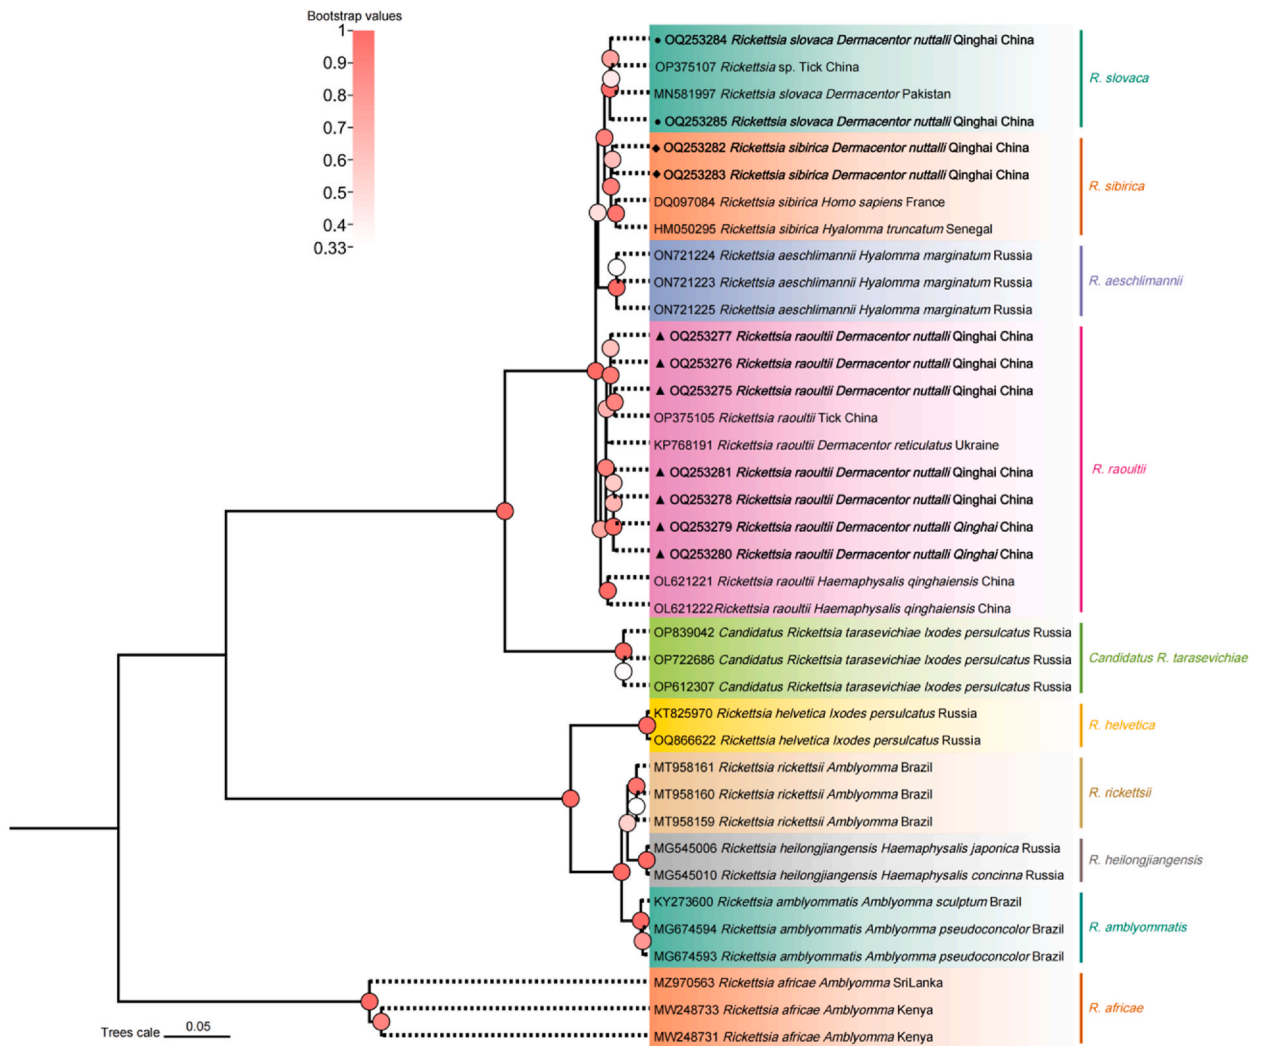 Bootstrap values
1
0.9
0.8
0.7
0.6
0.5
0.4
0.33
OQ253284 Rickettsia slovaca Dermacentor nuttalli Qinghai China
OP375107 Rickettsia sp. Tick China
MN581997 Rickettsia slovaca Dermacentor Pakistan
OQ253285 Rickettsia slovaca Dermacentor nuttalli Qinghai China
R. slovaca
OQ253282 Rickettsia sibirica Dermacentor nuttalli Qinghai China
OQ253283 Rickettsia sibirica Dermacentor nuttalli Qinghai China
DQ097084 Rickettsia sibirica Homo sapiens France
HM050295 Rickettsia sibirica Hyalomma truncatum Senegal
R. sibirica
ON721224 Rickettsia aeschlimannii Hyalomma marginatum Russia
ON721223 Rickettsia aeschlimannii Hyalomma marginatum Russia
ON721225 Rickettsia aeschlimannii Hyalomma marginatum Russia
R. aeschlimannii
OQ253277 Rickettsia raoultii Dermacentor nuttalli Qinghai China
OQ253276 Rickettsia raoultii Dermacentor nuttalli Qinghai China
OQ253275 Rickettsia raoultii Dermacentor nuttalli Qinghai China
OP375105 Rickettsia raoultii Tick China
KP768191 Rickettsia raoultii Dermacentor reticulatus Ukraine
OQ253281 Rickettsia raoultii Dermacentor nuttalli Qinghai China
OQ253278 Rickettsia raoultii Dermacentor nuttalli Qinghai China
OQ253279 Rickettsia raoultii Dermacentor nuttalli Qinghai China
OQ253280 Rickettsia raoultii Dermacentor nuttalli Qinghai China
OL621221 Rickettsia raoultii Haemaphysalis qinghaiensis China
OL621222Rickettsia raoultii Haemaphysalis qinghaiensis China
R. raoultii
OP839042 Candidatus Rickettsia tarasevichiae Ixodes persulcatus Russia
OP722686 Candidatus Rickettsia tarasevichiae Ixodes persulcatus Russia
OP612307 Candidatus Rickettsia tarasevichiae Ixodes persulcatus Russia
Candidatus R. tarasevichiae
KT825970 Rickettsia helvetica Ixodes persulcatus Russia
OQ866622 Rickettsia helvetica Ixodes persulcatus Russia
R. helvetica
MT958161 Rickettsia rickettsii Amblyomma Brazil
MT958160 Rickettsia rickettsii Amblyomma Brazil
MT958159 Rickettsia rickettsii Amblyomma Brazil
R. rickettsii
MG545006 Rickettsia heilongjiangensis Haemaphysalis japonica Russia
MG545010 Rickettsia heilongjiangensis Haemaphysalis concinna Russia
R. heilongjiangensis
KY273600 Rickettsia amblyommatis Amblyomma sculptum Brazil
MG674594 Rickettsia amblyommatis Amblyomma pseudoconcolor Brazil
MG674593 Rickettsia amblyommatis Amblyomma pseudoconcolor Brazil
R. amblyommatis
MZ970563 Rickettsia africae Amblyomma SriLanka
MW248733 Rickettsia africae Amblyomma Kenya
MW248731 Rickettsia africae Amblyomma Kenya
R. africae
Trees cale 0.05